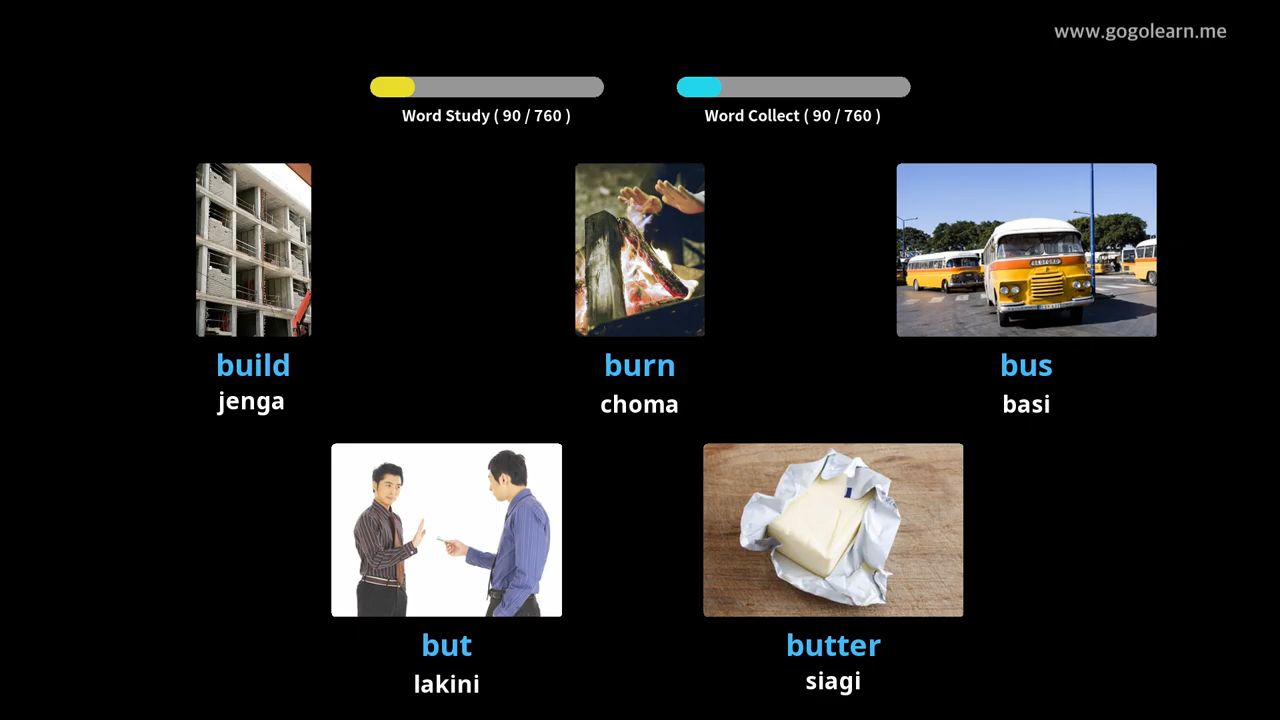 www.gogolearn.me
Word Study ( 90 / 760 )
Word Collect ( 90 / 760 )
BEDFORD
build
jenga
burn
choma
bus
basi
but
lakini
butter
siagi